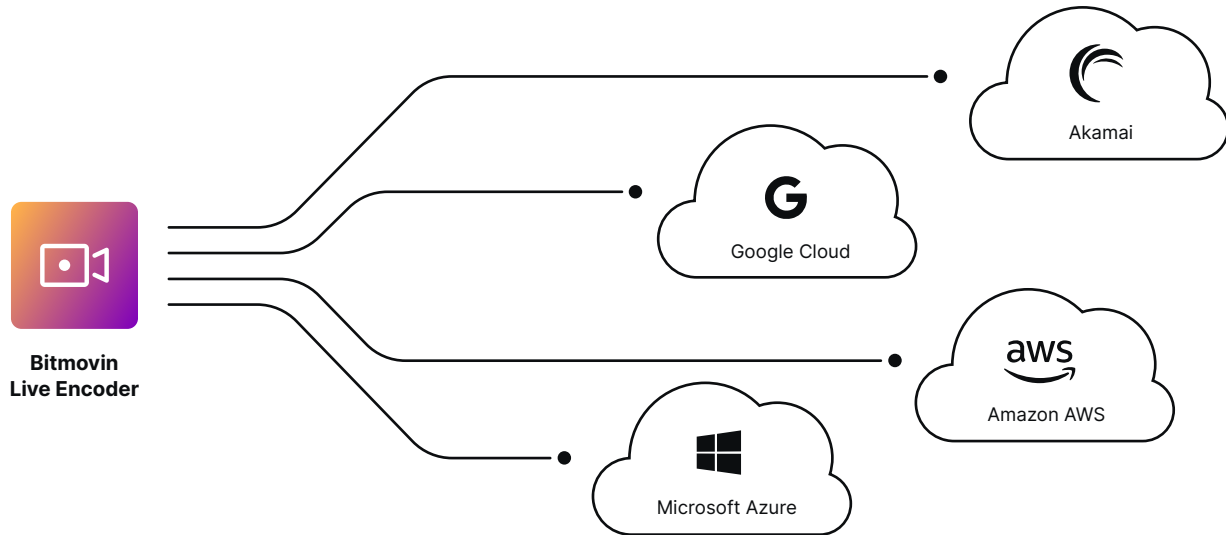 Akamai
Google Cloud
Bitmovin
Live Encoder
aws
Amazon AWS
Microsoft Azure